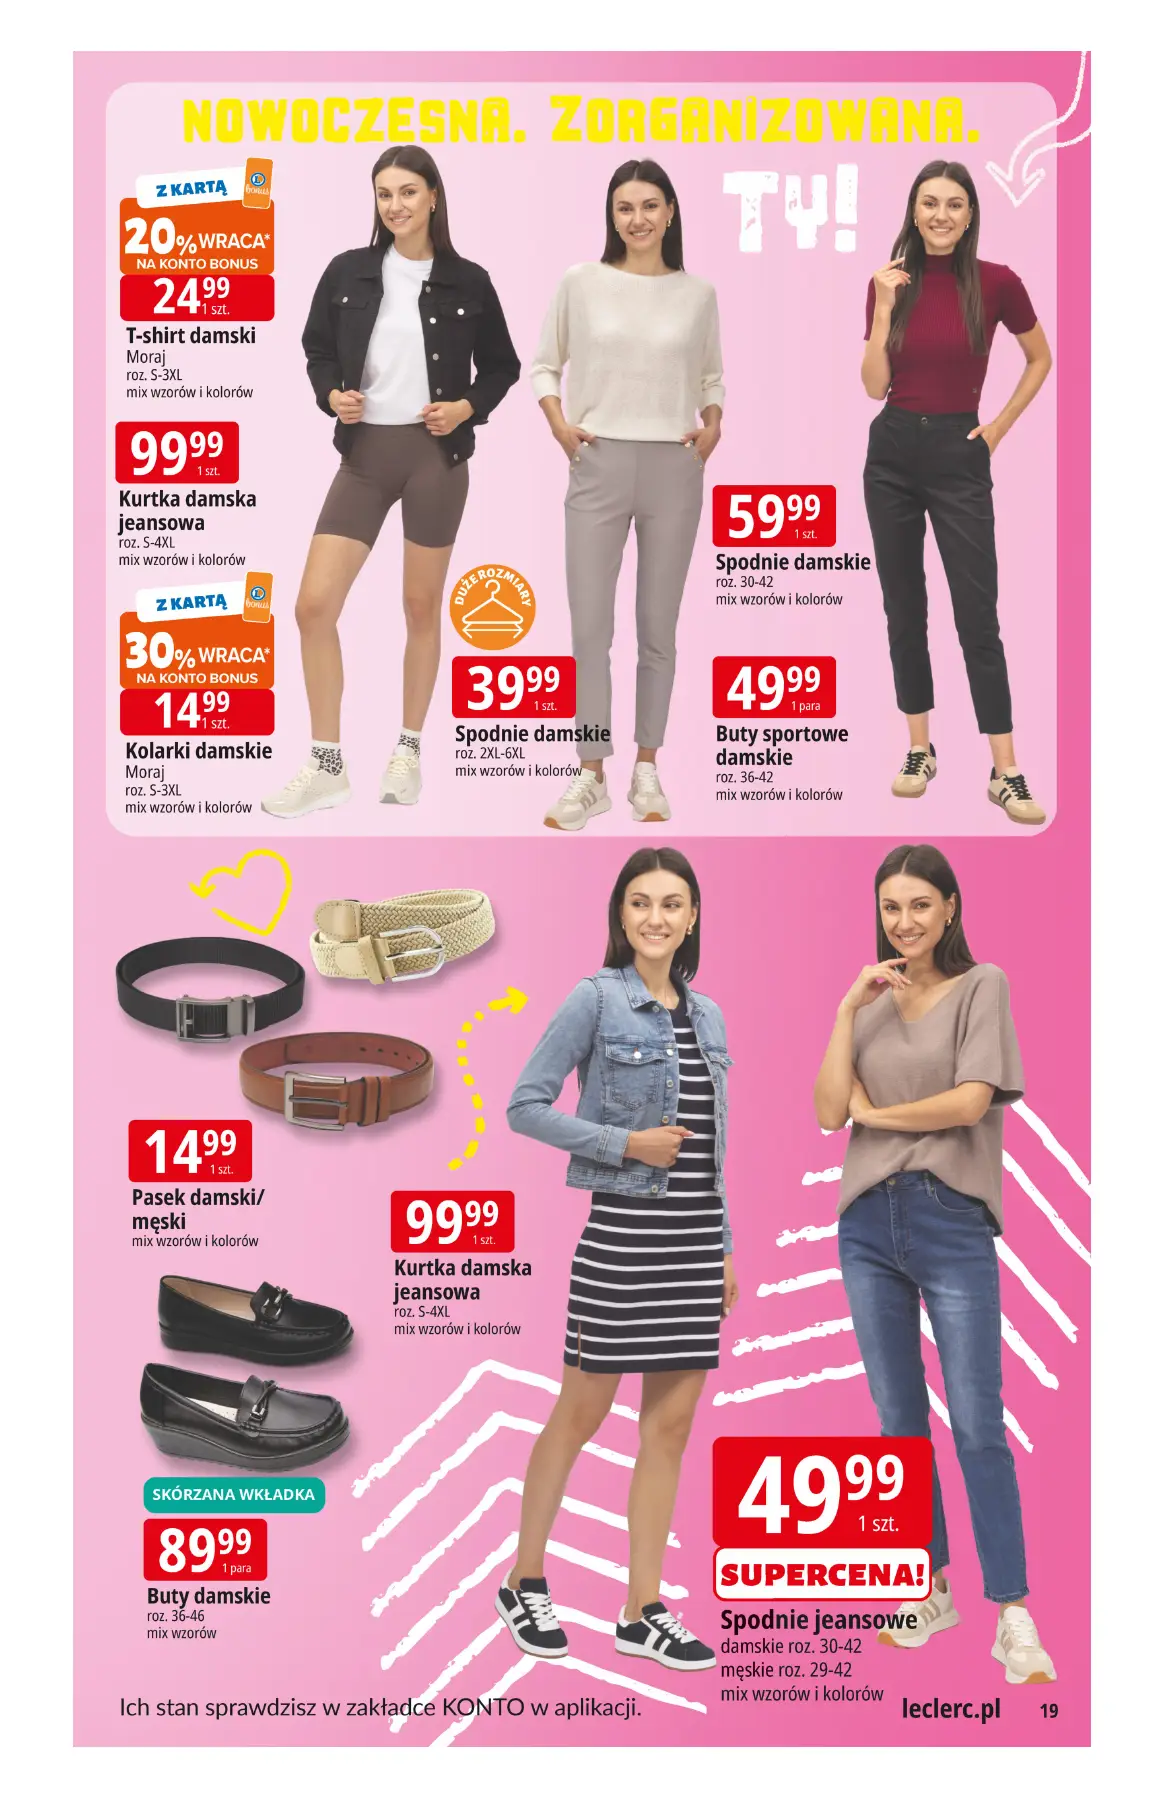 NOWOCZESNA. ZORGANIZOWANA.
TY!
Z KARTĄ
bonus
20% WRACA*
NA KONTO BONUS
24 99
1 szt.
T-shirt damski
Moraj
roz. S-3XL
mix wzorów i kolorów
99 99
1 szt.
Kurtka damska
jeansowa
roz. S-4XL
mix wzorów i kolorów
Z KARTĄ
bonus
30% WRACA*
NA KONTO BONUS
14 99
1 szt.
Kolarki damskie
Moraj
roz. S-3XL
mix wzorów i kolorów
DUŻE ROZMIARY
39 99
1 szt.
Spodnie damskie
roz. 2XL-6XL
mix wzorów i kolorów
59 99
1 szt.
Spodnie damskie
roz. 30-42
mix wzorów i kolorów
49 99
1 para
Buty sportowe
damskie
roz. 36-42
mix wzorów i kolorów
14 99
1 szt.
Pasek damski/
męski
mix wzorów i kolorów
99 99
1 szt.
Kurtka damska
jeansowa
roz. S-4XL
mix wzorów i kolorów
SKÓRZANA WKŁADKA
89 99
1 para
Buty damskie
roz. 36-46
mix wzorów
49 99
1 szt.
SUPERCENA!
Spodnie jeansowe
damskie roz. 30-42
męskie roz. 29-42
mix wzorów i kolorów
Ich stan sprawdzisz w zakładce KONTO w aplikacji.
leclerc.pl 19